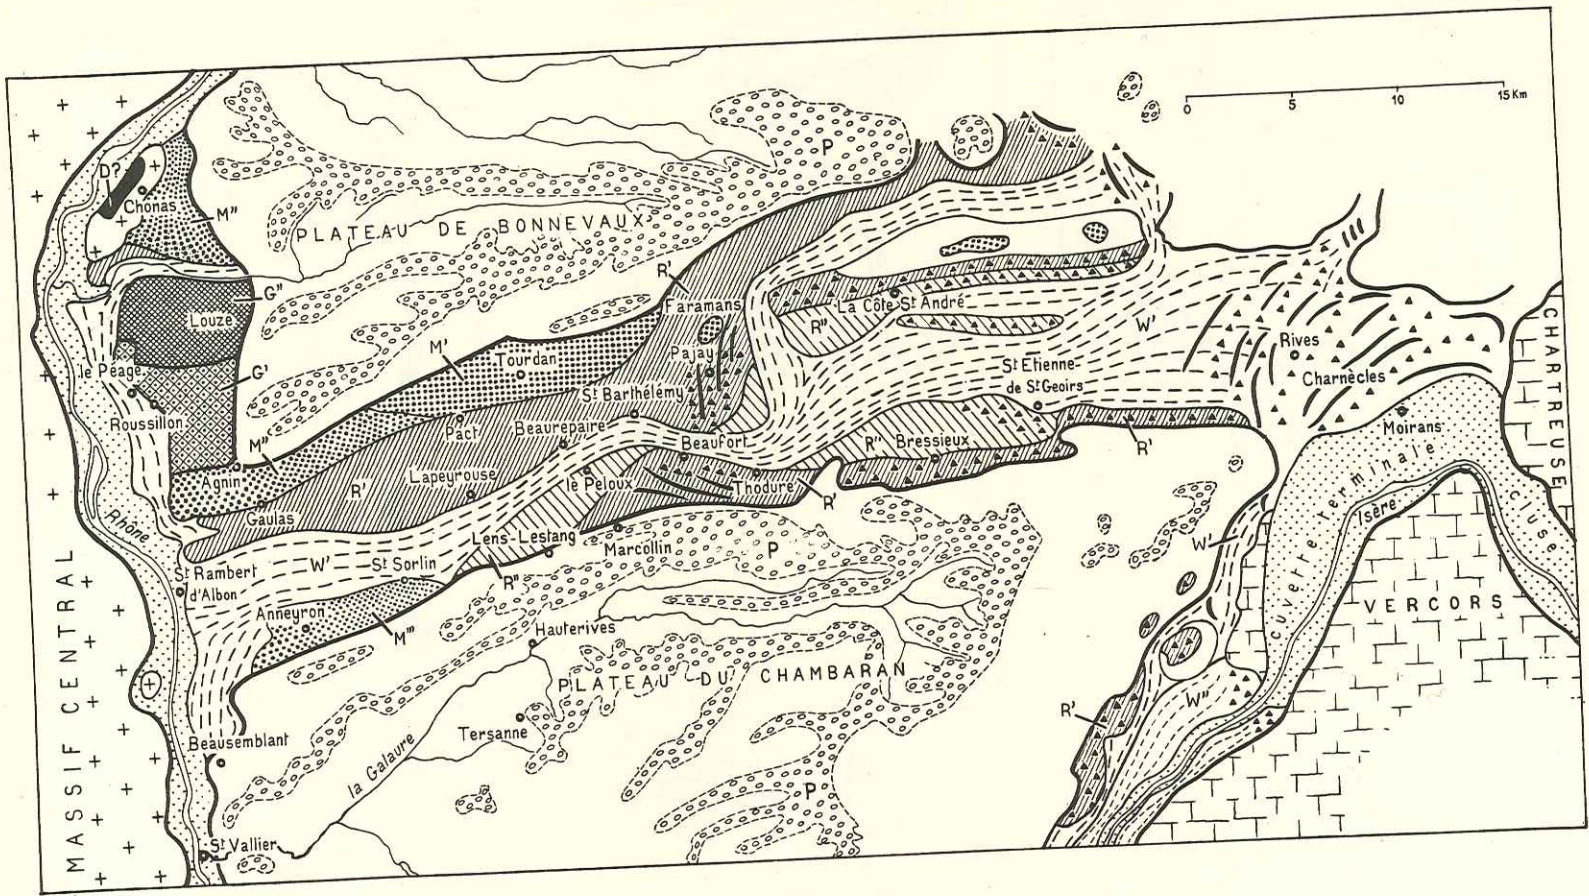 0 5 10 15 Km
P
D?
Chonas
M"
PLATEAU DE BONNEVAUX
R'
Faramans
G"
Louze
La Côte St André
R"
W'
M'
Tourdan
Pajay
St Etienne-
de St Geoirs
Rives
Charnècles
CHARTREUSE
le Péage
G'
Roussillon
St Barthélémy
Pact
Beaurepaire
Beaufort
R"
Bressieux
R'
Moirans
M"
Agnin
R'
Lapeyrouse
le Peloux
Thodure
R'
Gaulas
Rhône
Lens-Lestang
Marcollin
P
Cuvette terminale
Isère
Cluse
W'
St Rambert
d'Albon
W'
St Sorlin
R"
Anneyron
M'''
Hauterives
VERCORS
PLATEAU DU CHAMBARAN
MASSIF CENTRAL
Tersanne
la Galaure
R'
W"
Beausemblant
P
St Vallier